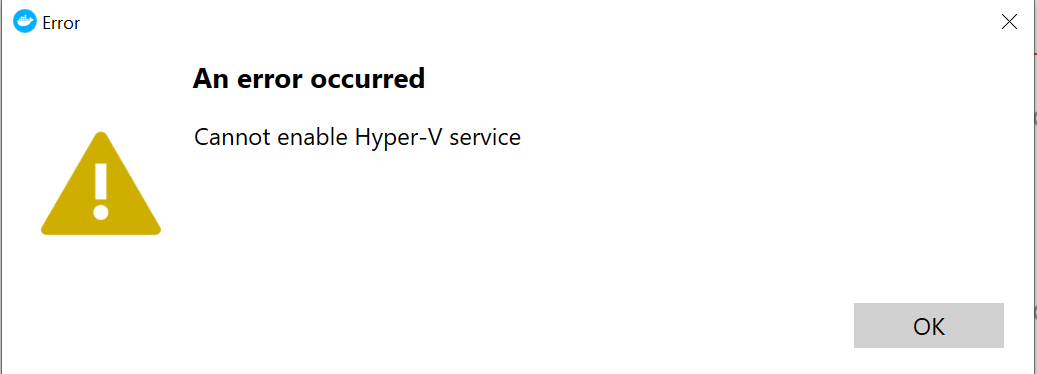 Error
An error occurred
Cannot enable Hyper-V service
OK